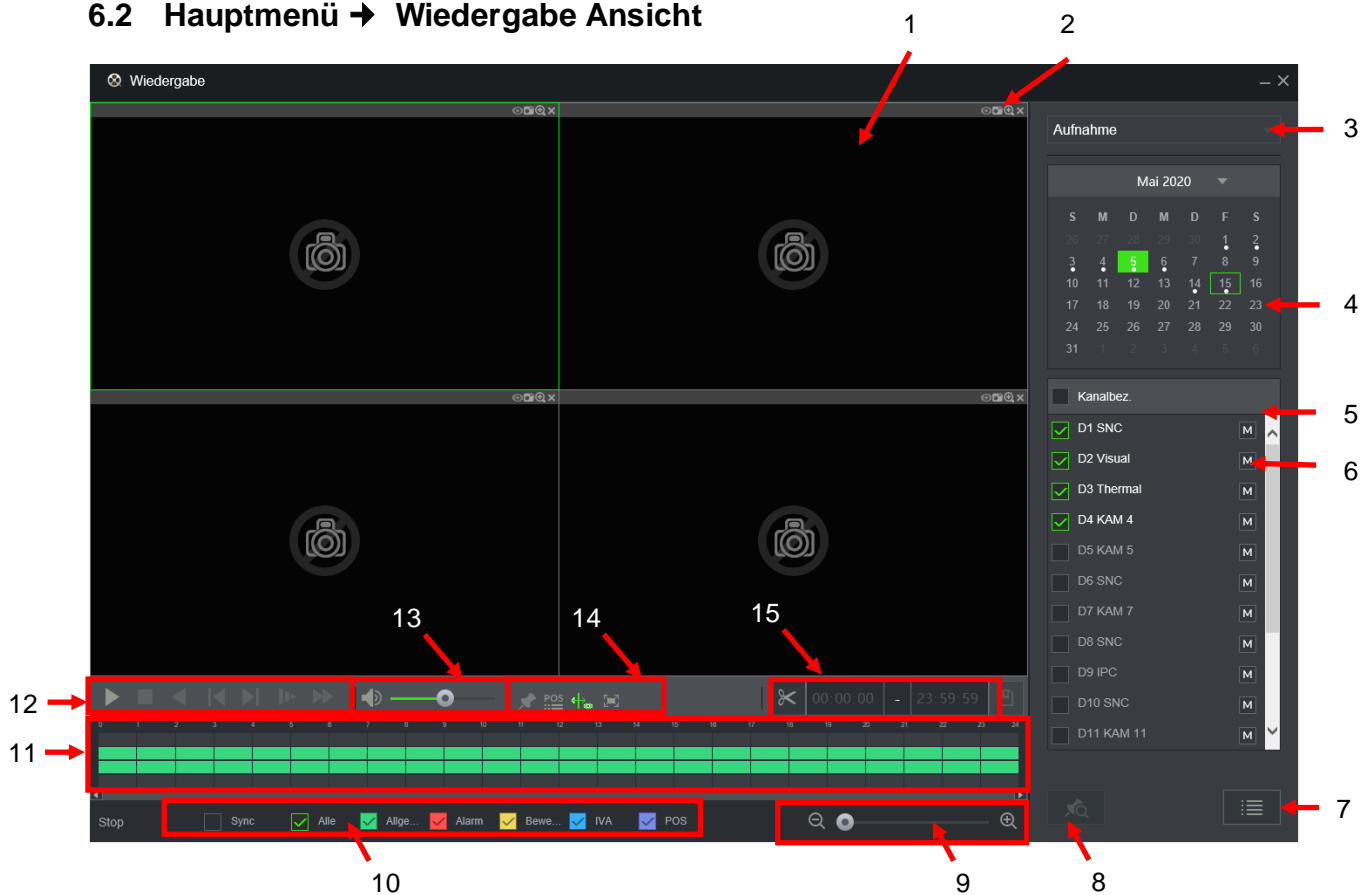 6.2 Hauptmenü → Wiedergabe Ansicht
1 2
Wiedergabe
Aufnahme
3
Mai 2020
S M D M D F S
26 27 28 29 30 1 2
3 4 5 6 7 8 9
10 11 12 13 14 15 16
17 18 19 20 21 22 23
24 25 26 27 28 29 30
31 1 2 3 4 5 6
4
Kanalbez.
5
D1 SNC M
D2 Visual M
6
D3 Thermal M
D4 KAM 4 M
D5 KAM 5 M
D6 SNC M
D7 KAM 7 M
D8 SNC M
D9 IPC M
D10 SNC M
D11 KAM 11 M
13 14 15
12
POS
00:00:00 - 23:59:59
0 1 2 3 4 5 6 7 8 9 10 11 12 13 14 15 16 17 18 19 20 21 22 23 24
11
Stop Sync Alle Allge... Alarm Bewe... IVA POS
7
10 9 8